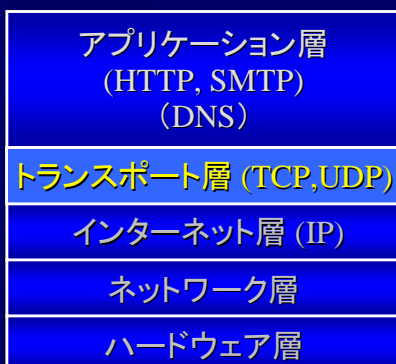 アプリケーション層
(HTTP, SMTP)
（DNS）
トランスポート層 (TCP,UDP)
インターネット層 (IP)
ネットワーク層
ハードウェア層